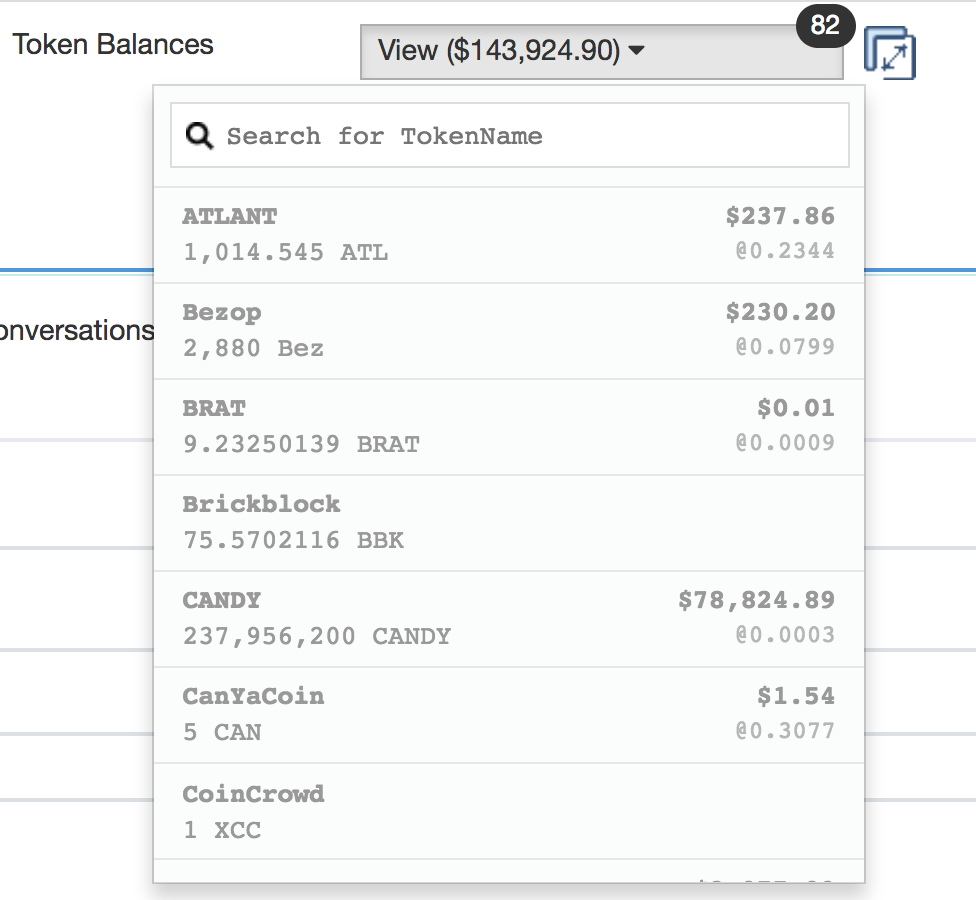 Token Balances
View ($143,924.90)
82
Search for TokenName
ATLANT
$237.86
1,014.545 ATL
@0.2344
Bezop
$230.20
2,880 Bez
@0.0799
onversations
BRAT
$0.01
9.23250139 BRAT
@0.0009
Brickblock
75.5702116 BBK
CANDY
$78,824.89
237,956,200 CANDY
@0.0003
CanYaCoin
$1.54
5 CAN
@0.3077
CoinCrowd
1 XCC